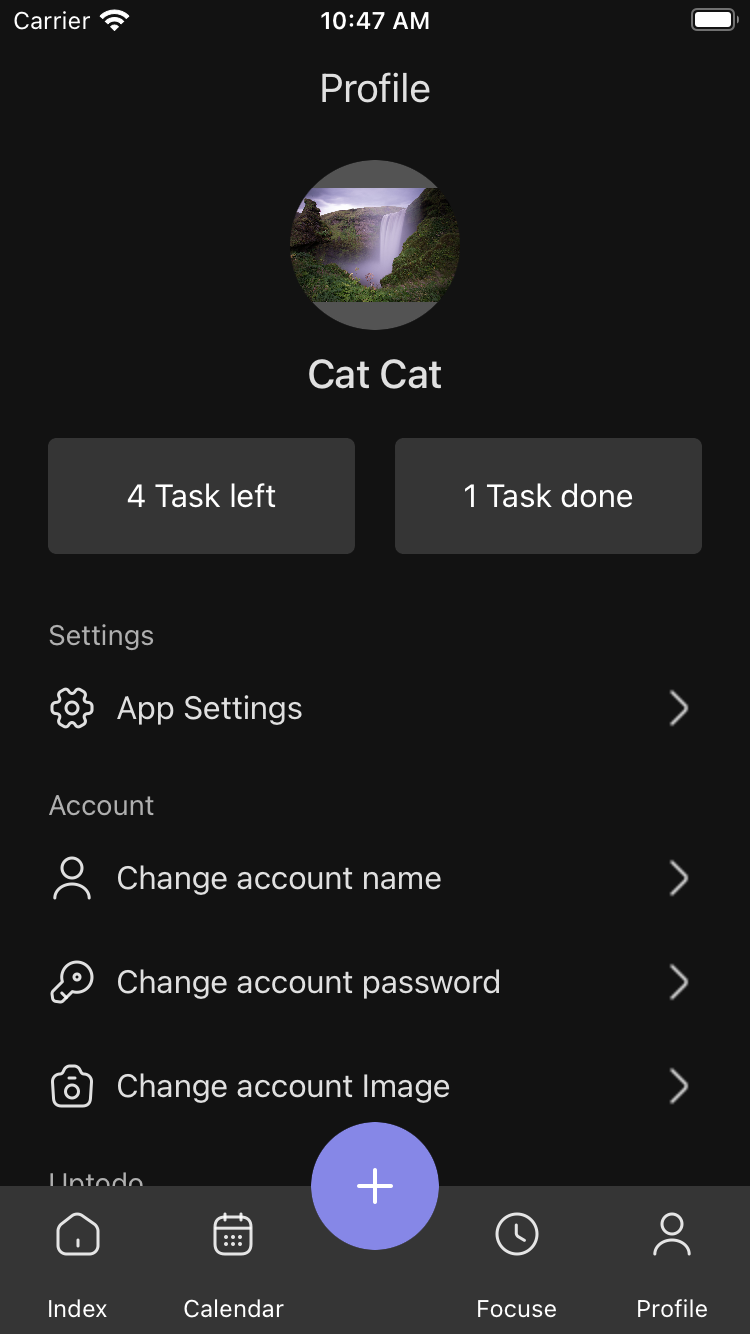 Carrier 10:47 AM
Profile
Cat Cat
4 Task left
1 Task done
Settings
App Settings
Account
Change account name
Change account password
Change account Image
Uptodo
Index
Calendar
Focuse
Profile